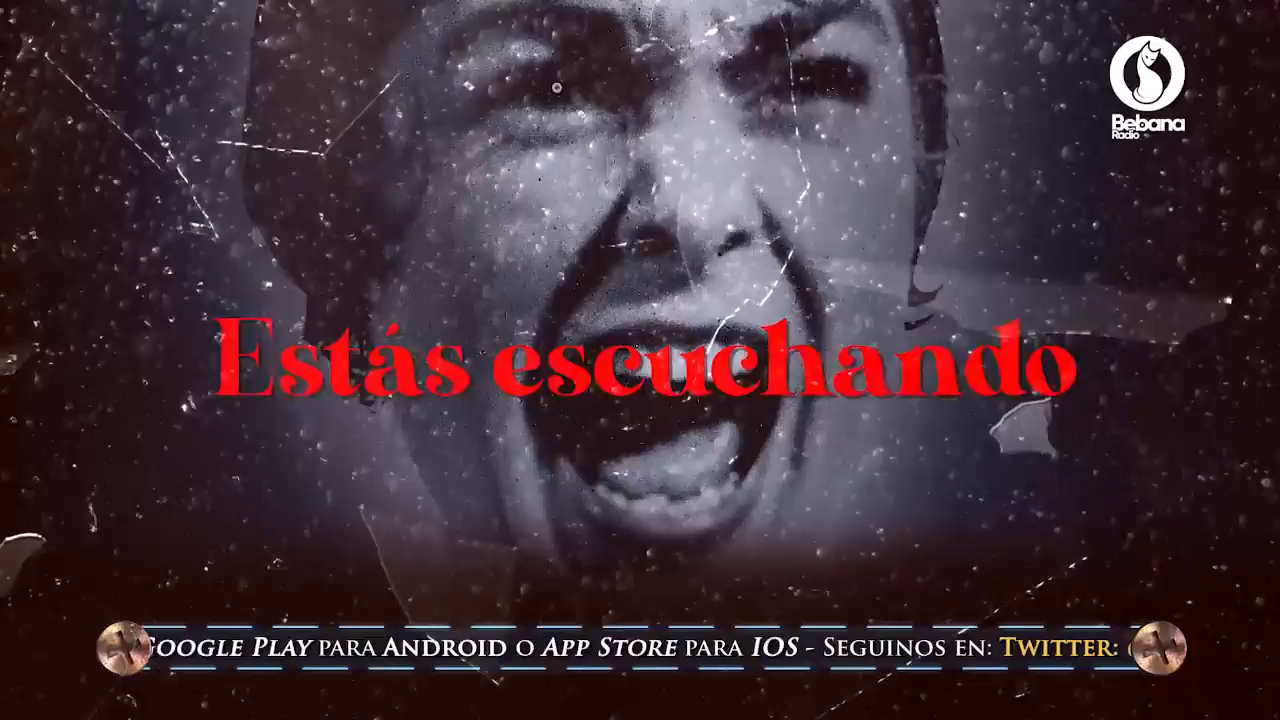 Bebana
Radio
Estás escuchando
GOOGLE PLAY PARA ANDROID O APP STORE PARA IOS - SEGUINOS EN: TWITTER: